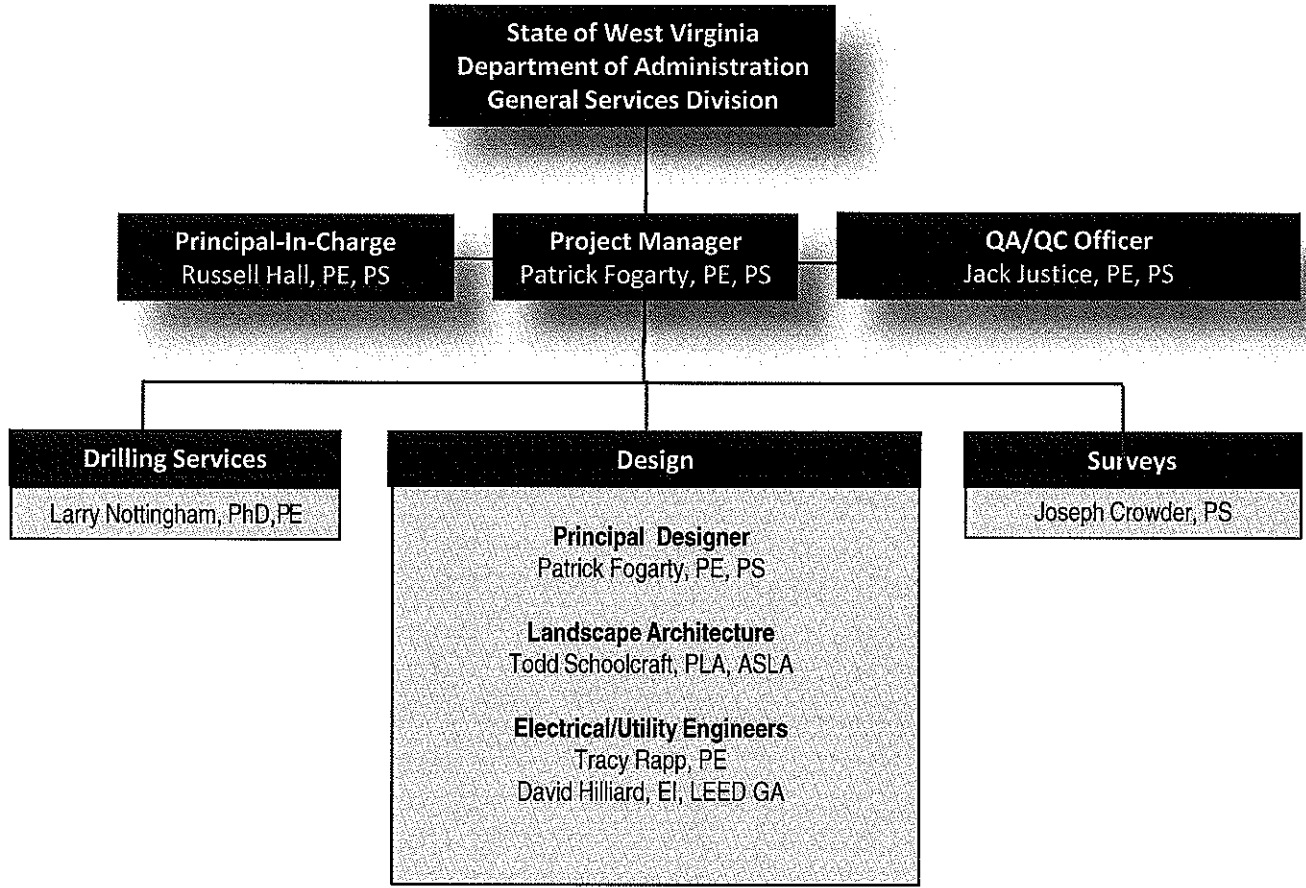 State of West Virginia
Department of Administration
General Services Division
Principal-In-Charge
Russell Hall, PE, PS
Project Manager
Patrick Fogarty, PE, PS
QA/QC Officer
Jack Justice, PE, PS
Drilling Services
Larry Nottingham, PhD,PE
Design
Principal Designer
Patrick Fogarty, PE, PS
Landscape Architecture
Todd Schoolcraft, PLA, ASLA
Electrical/Utility Engineers
Tracy Rapp, PE
David Hilliard, EI, LEED GA
Surveys
Joseph Crowder, PS